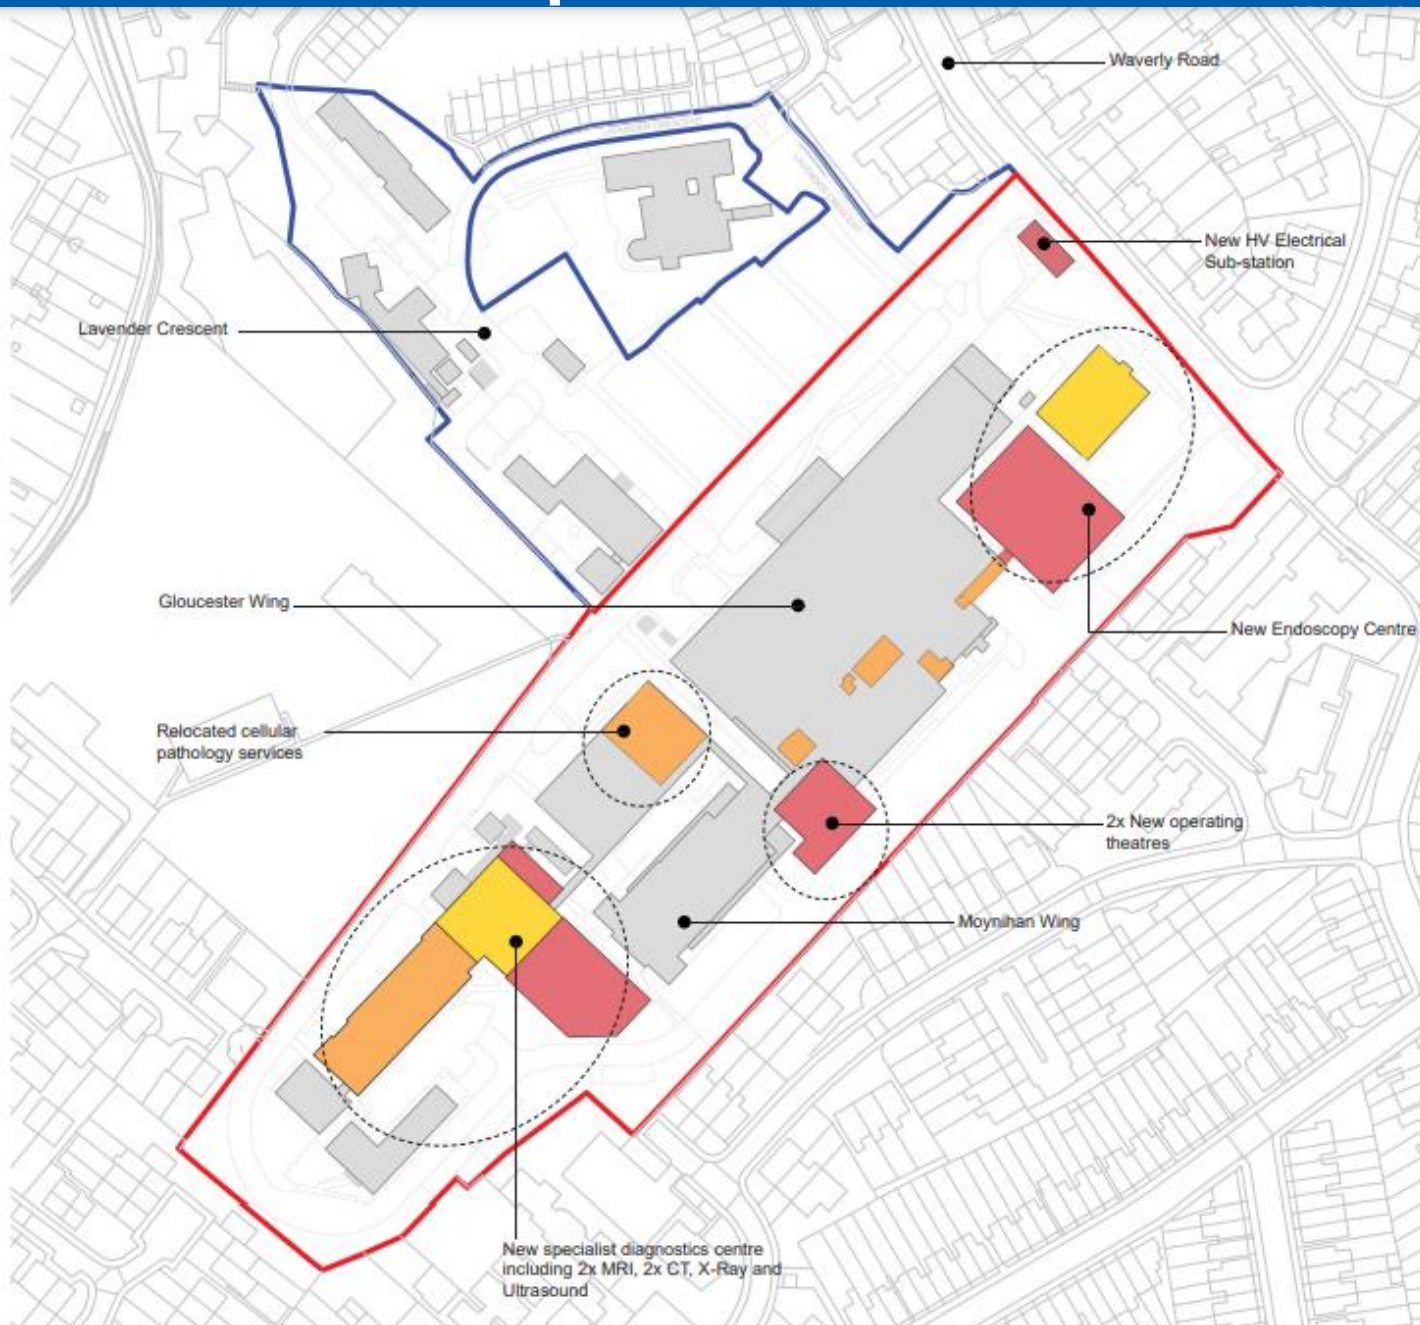 Waverly Road
New HV Electrical
Sub-station
Lavender Crescent
Gloucester Wing
New Endoscopy Centre
Relocated cellular
pathology services
2x New operating
theatres
Moynihan Wing
New specialist diagnostics centre
including 2x MRI, 2x CT, X-Ray and
Ultrasound